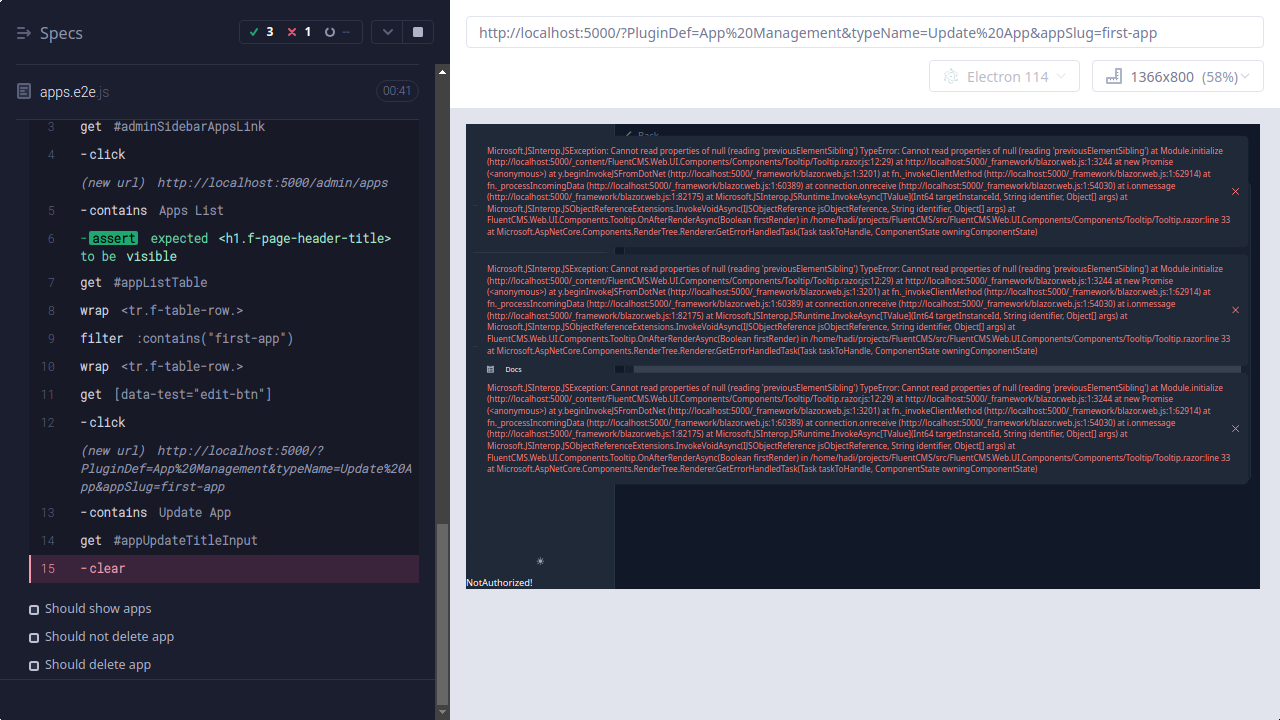 Specs
3 1 --
apps.e2e.js 00:41
3 get #adminSidebarAppsLink
4 -click
(new url) http://localhost:5000/admin/apps
5 -contains Apps List
6 -assert expected <h1.f-page-header-title>
to be visible
7 get #appListTable
8 wrap <tr.f-table-row.>
9 filter :contains("first-app")
10 wrap <tr.f-table-row.>
11 get [data-test="edit-btn"]
12 -click
(new url) http://localhost:5000/?
PluginDef=App%20Management&typeName=Update%20A
pp&appSlug=first-app
13 -contains Update App
14 get #appUpdateTitleInput
15 -clear
Should show apps
Should not delete app
Should delete app
http://localhost:5000/?PluginDef=App%20Management&typeName=Update%20App&appSlug=first-app
Electron 114
1366x800 (58%)
Back
Microsoft.JSInterop.JSException: Cannot read properties of null (reading 'previousElementSibling') TypeError: Cannot read properties of null (reading 'previousElementSibling') at Module.initialize
(http://localhost:5000/_content/FluentCMS.Web.UI.Components/Components/Tooltip/Tooltip.razor.js:12:29) at http://localhost:5000/_framework/blazor.web.js:1:3244 at new Promise
(<anonymous>) at y.beginInvokeJSFromDotNet (http://localhost:5000/_framework/blazor.web.js:1:3201) at fn._invokeClientMethod (http://localhost:5000/_framework/blazor.web.js:1:62914) at
fn._processIncomingData (http://localhost:5000/_framework/blazor.web.js:1:60389) at connection.onreceive (http://localhost:5000/_framework/blazor.web.js:1:54030) at i.onmessage
(http://localhost:5000/_framework/blazor.web.js:1:82175) at Microsoft.JSInterop.JSRuntime.InvokeAsync[TValue](Int64 targetInstanceId, String identifier, Object[] args) at
Microsoft.JSInterop.JSObjectReferenceExtensions.InvokeVoidAsync(IJSObjectReference jsObjectReference, String identifier, Object[] args) at
FluentCMS.Web.UI.Components.Tooltip.OnAfterRenderAsync(Boolean firstRender) in /home/hadi/projects/FluentCMS/src/FluentCMS.Web.UI.Components/Components/Tooltip/Tooltip.razor:line 33
at Microsoft.AspNetCore.Components.RenderTree.Renderer.GetErrorHandledTask(Task taskToHandle, ComponentState owningComponentState)
Microsoft.JSInterop.JSException: Cannot read properties of null (reading 'previousElementSibling') TypeError: Cannot read properties of null (reading 'previousElementSibling') at Module.initialize
(http://localhost:5000/_content/FluentCMS.Web.UI.Components/Components/Tooltip/Tooltip.razor.js:12:29) at http://localhost:5000/_framework/blazor.web.js:1:3244 at new Promise
(<anonymous>) at y.beginInvokeJSFromDotNet (http://localhost:5000/_framework/blazor.web.js:1:3201) at fn._invokeClientMethod (http://localhost:5000/_framework/blazor.web.js:1:62914) at
fn._processIncomingData (http://localhost:5000/_framework/blazor.web.js:1:60389) at connection.onreceive (http://localhost:5000/_framework/blazor.web.js:1:54030) at i.onmessage
(http://localhost:5000/_framework/blazor.web.js:1:82175) at Microsoft.JSInterop.JSRuntime.InvokeAsync[TValue](Int64 targetInstanceId, String identifier, Object[] args) at
Microsoft.JSInterop.JSObjectReferenceExtensions.InvokeVoidAsync(IJSObjectReference jsObjectReference, String identifier, Object[] args) at
FluentCMS.Web.UI.Components.Tooltip.OnAfterRenderAsync(Boolean firstRender) in /home/hadi/projects/FluentCMS/src/FluentCMS.Web.UI.Components/Components/Tooltip/Tooltip.razor:line 33
at Microsoft.AspNetCore.Components.RenderTree.Renderer.GetErrorHandledTask(Task taskToHandle, ComponentState owningComponentState)
Docs
Microsoft.JSInterop.JSException: Cannot read properties of null (reading 'previousElementSibling') TypeError: Cannot read properties of null (reading 'previousElementSibling') at Module.initialize
(http://localhost:5000/_content/FluentCMS.Web.UI.Components/Components/Tooltip/Tooltip.razor.js:12:29) at http://localhost:5000/_framework/blazor.web.js:1:3244 at new Promise
(<anonymous>) at y.beginInvokeJSFromDotNet (http://localhost:5000/_framework/blazor.web.js:1:3201) at fn._invokeClientMethod (http://localhost:5000/_framework/blazor.web.js:1:62914) at
fn._processIncomingData (http://localhost:5000/_framework/blazor.web.js:1:60389) at connection.onreceive (http://localhost:5000/_framework/blazor.web.js:1:54030) at i.onmessage
(http://localhost:5000/_framework/blazor.web.js:1:82175) at Microsoft.JSInterop.JSRuntime.InvokeAsync[TValue](Int64 targetInstanceId, String identifier, Object[] args) at
Microsoft.JSInterop.JSObjectReferenceExtensions.InvokeVoidAsync(IJSObjectReference jsObjectReference, String identifier, Object[] args) at
FluentCMS.Web.UI.Components.Tooltip.OnAfterRenderAsync(Boolean firstRender) in /home/hadi/projects/FluentCMS/src/FluentCMS.Web.UI.Components/Components/Tooltip/Tooltip.razor:line 33
at Microsoft.AspNetCore.Components.RenderTree.Renderer.GetErrorHandledTask(Task taskToHandle, ComponentState owningComponentState)
NotAuthorized!